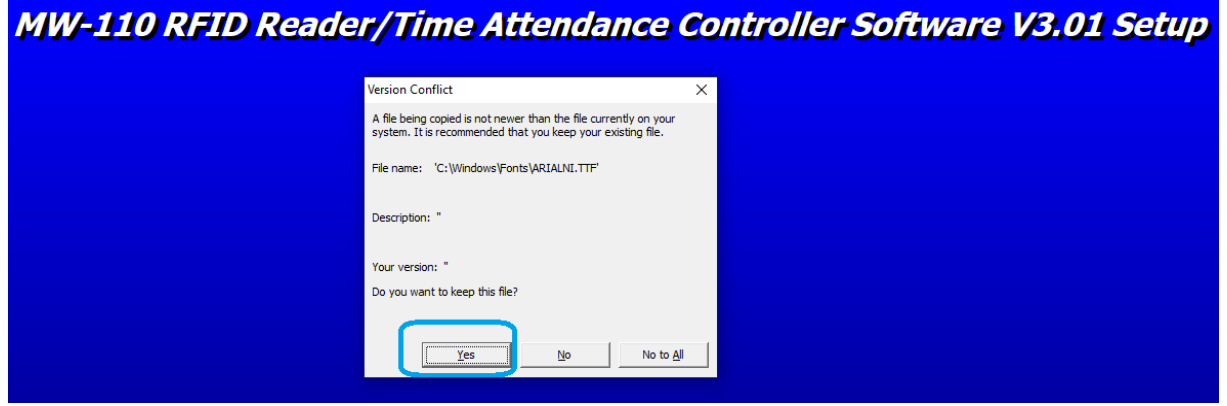 MW-110 RFID Reader/Time Attendance Controller Software V3.01 Setup
Version Conflict
A file being copied is not newer than the file currently on your
system. It is recommended that you keep your existing file.
File name: 'C:\Windows\Fonts\ARIALNI.TTF'
Description: ''
Your version: ''
Do you want to keep this file?
Yes No No to All